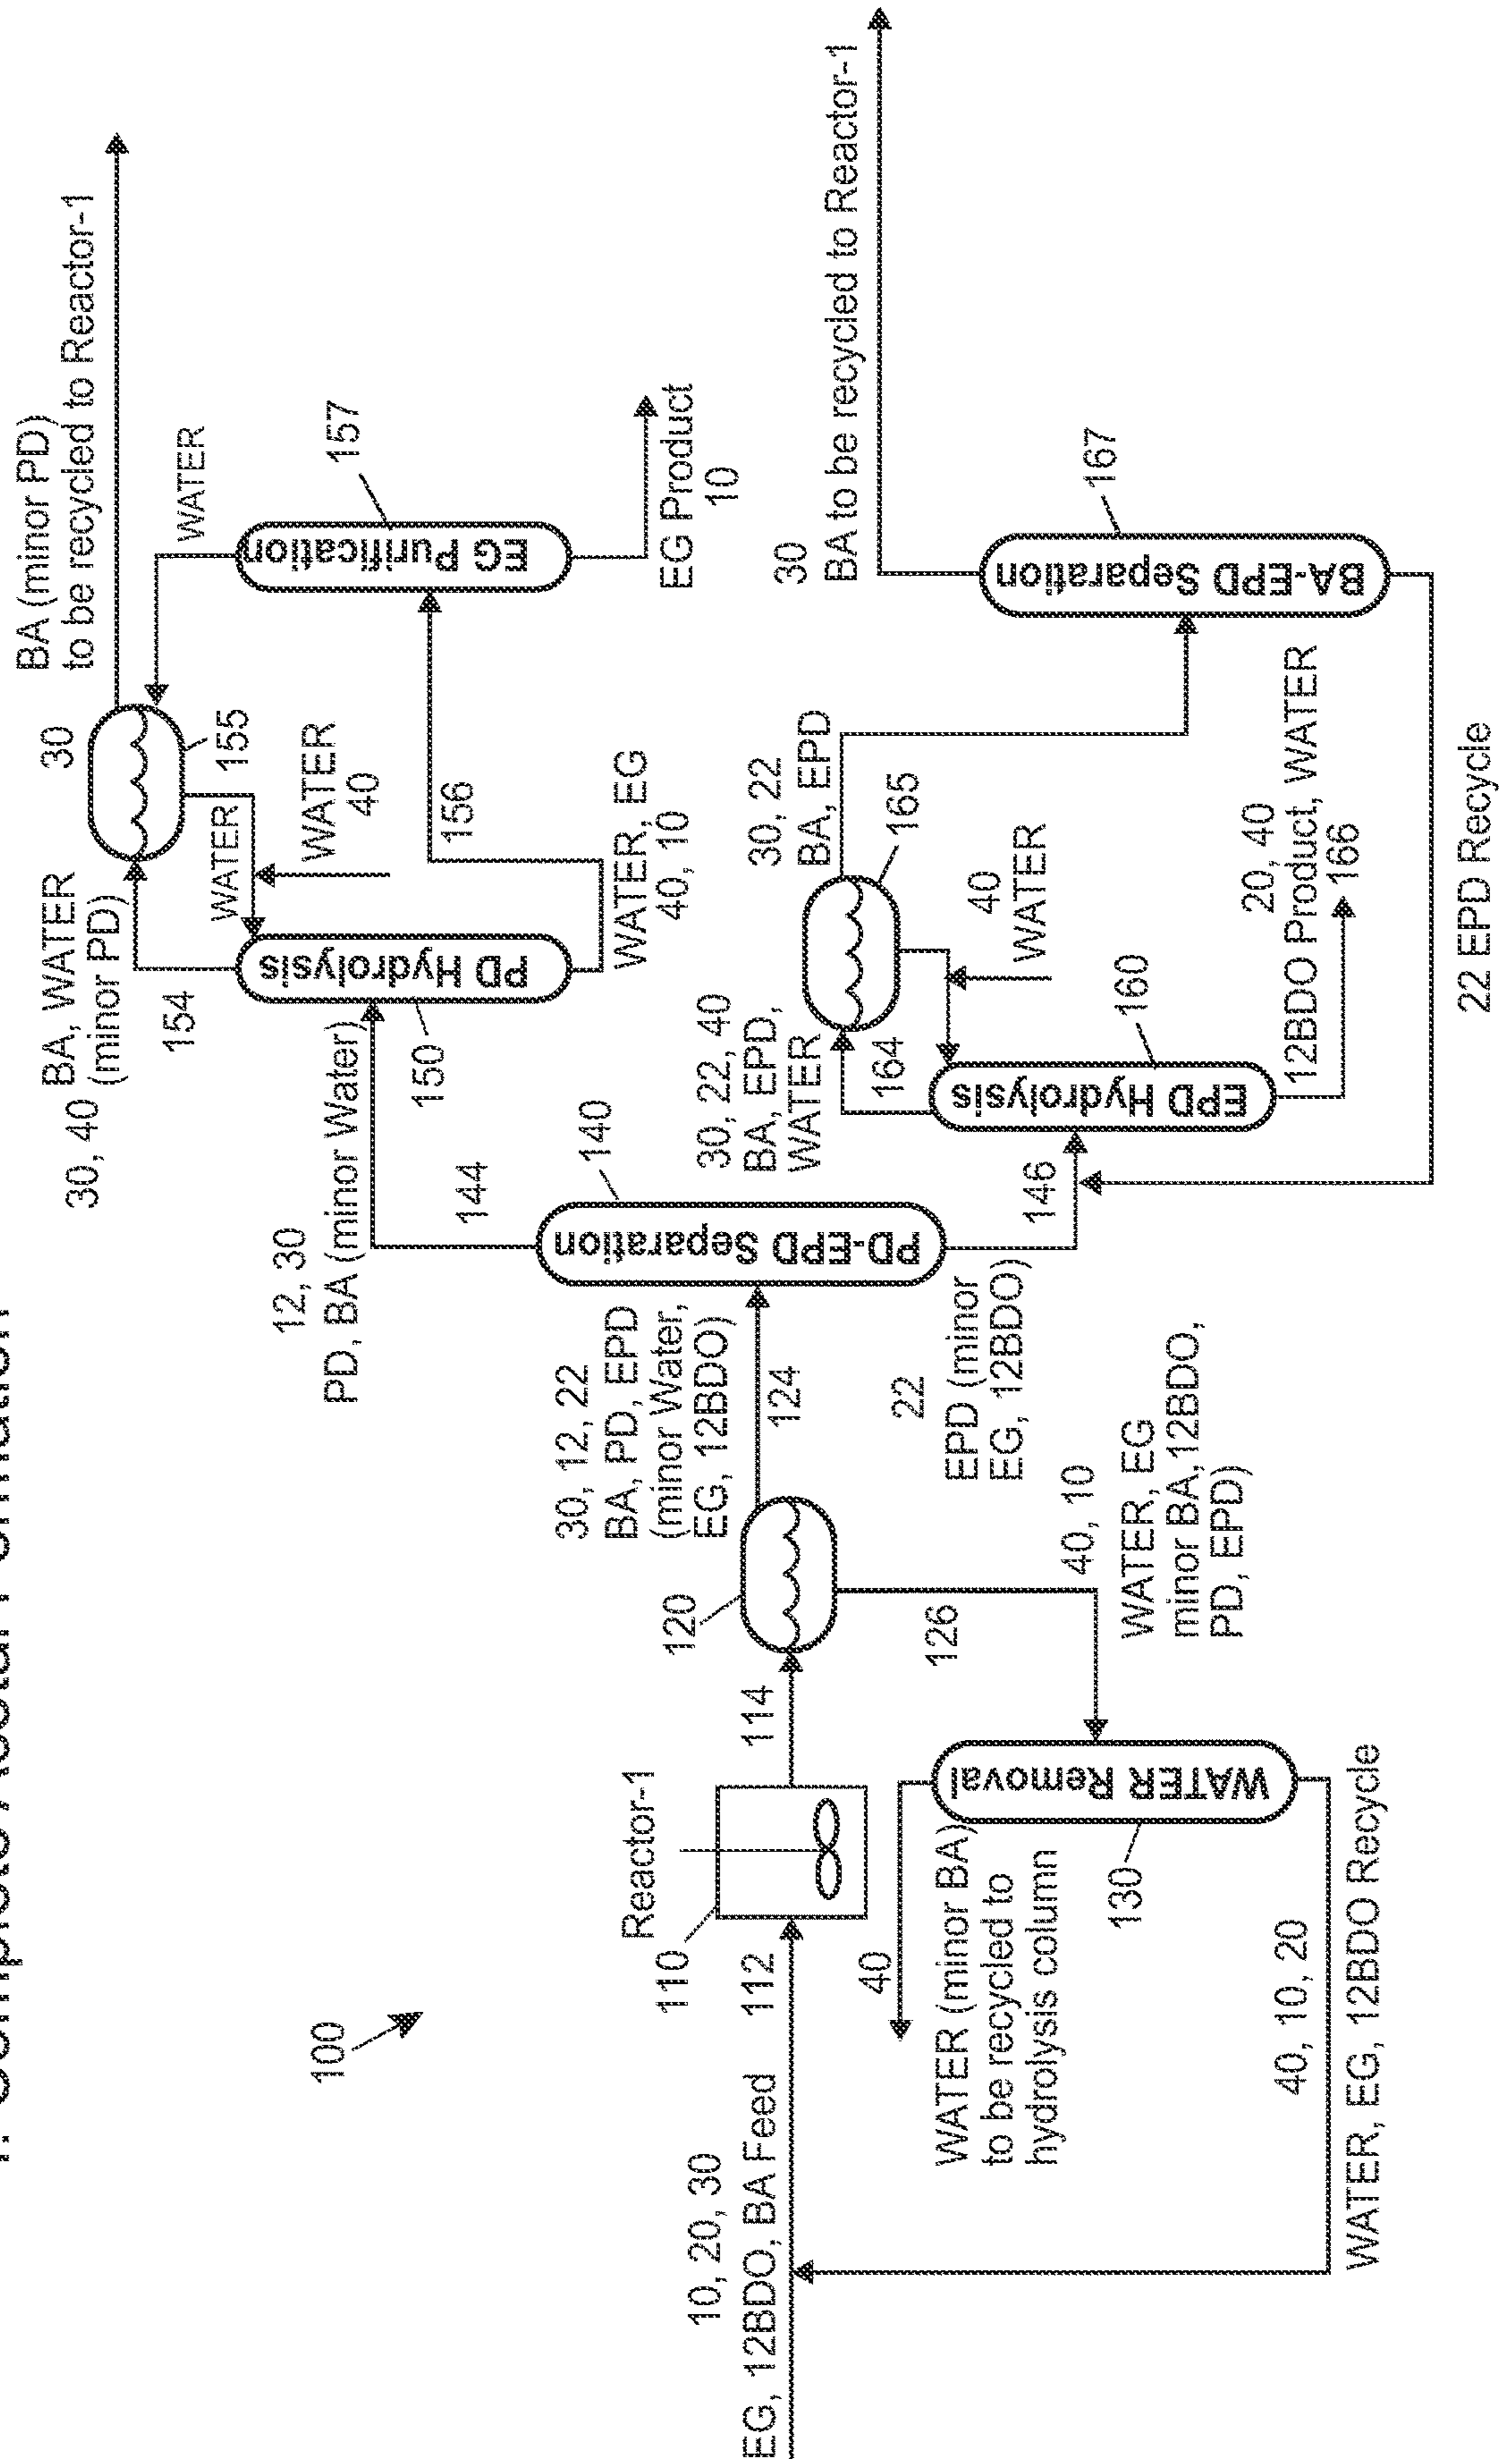 100
10, 20, 30
EG, 12BDO, BA Feed
112
110
Reactor-1
114
120
40
WATER (minor BA)
to be recycled to
hydrolysis column
130
WATER Removal
40, 10, 20
WATER, EG, 12BDO Recycle
126
40, 10
WATER, EG
minor BA,12BDO,
PD, EPD)
30, 12, 22
BA, PD, EPD
(minor Water,
EG, 12BDO)
124
140
PD-EPD Separation
12, 30
PD, BA (minor Water)
144
22
EPD (minor
EG, 12BDO)
146
30, 40
BA, WATER
(minor PD)
154
150
PD Hydrolysis
WATER
WATER
40
155
30
BA (minor PD)
to be recycled to Reactor-1
WATER
156
WATER, EG
40, 10
EG Purification
157
EG Product
10
30, 22, 40
BA, EPD,
WATER
164
160
EPD Hydrolysis
40
WATER
165
30, 22
BA, EPD
20, 40
12BDO Product, WATER
166
BA-EPD Separation
167
30
BA to be recycled to Reactor-1
22 EPD Recycle